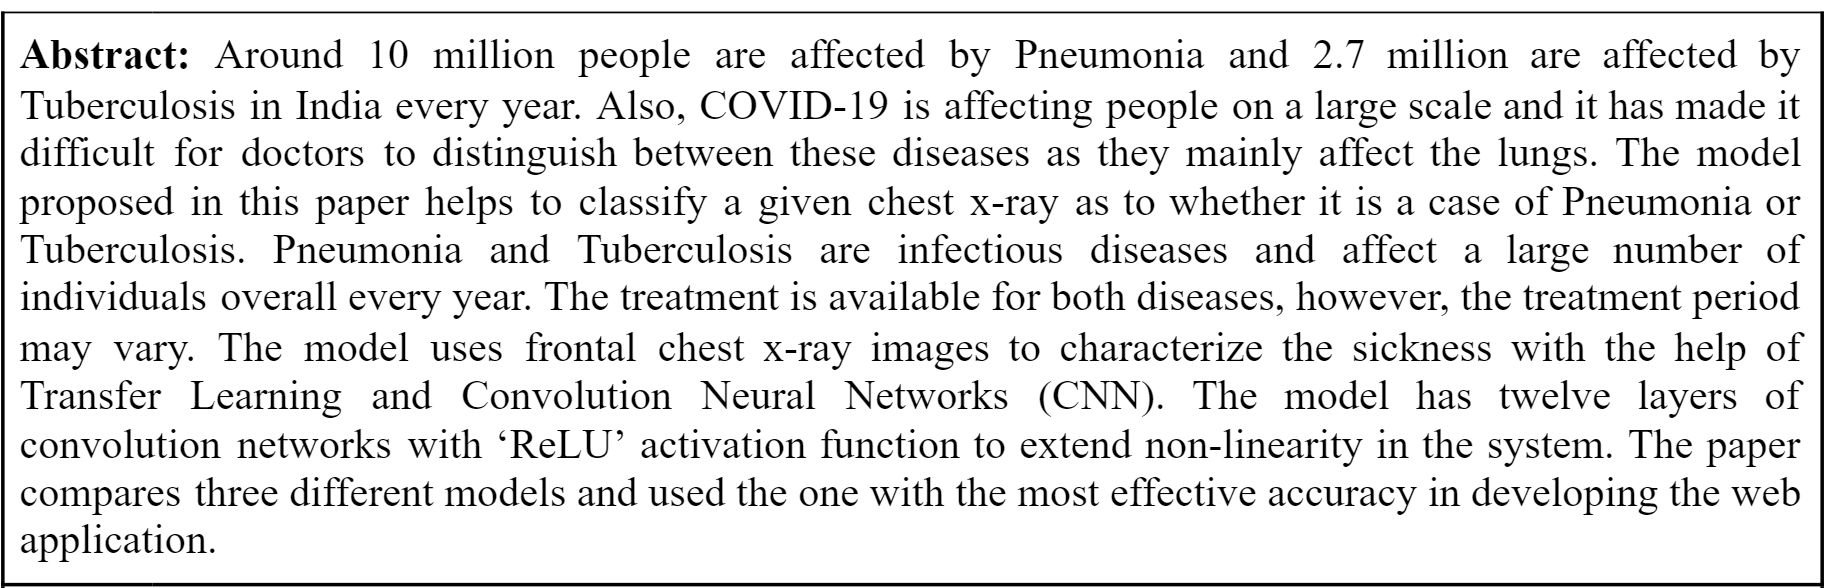 Abstract: Around 10 million people are affected by Pneumonia and 2.7 million are affected by
Tuberculosis in India every year. Also, COVID-19 is affecting people on a large scale and it has made it
difficult for doctors to distinguish between these diseases as they mainly affect the lungs. The model
proposed in this paper helps to classify a given chest x-ray as to whether it is a case of Pneumonia or
Tuberculosis. Pneumonia and Tuberculosis are infectious diseases and affect a large number of
individuals overall every year. The treatment is available for both diseases, however, the treatment period
may vary. The model uses frontal chest x-ray images to characterize the sickness with the help of
Transfer Learning and Convolution Neural Networks (CNN). The model has twelve layers of
convolution networks with ‘ReLU’ activation function to extend non-linearity in the system. The paper
compares three different models and used the one with the most effective accuracy in developing the web
application.